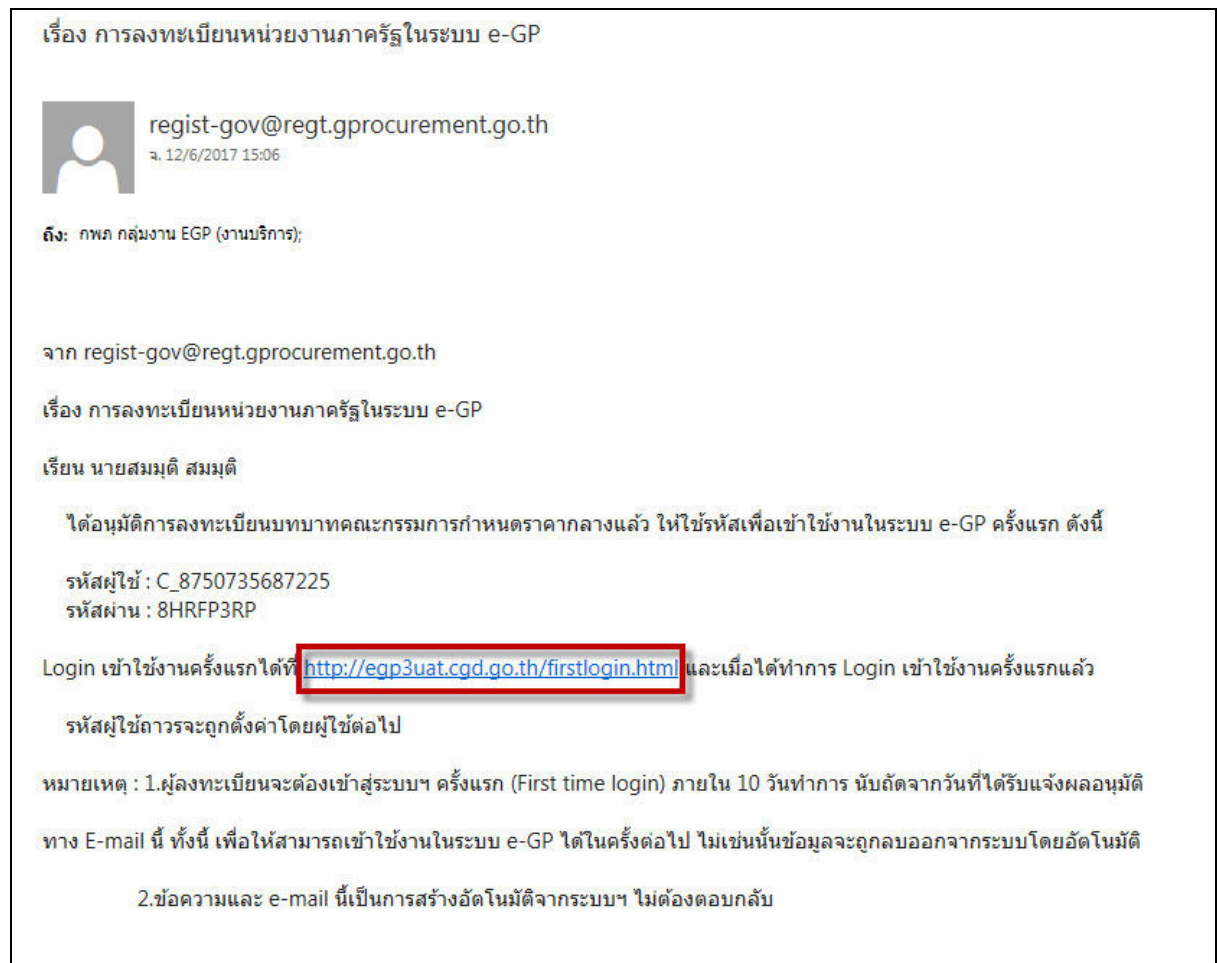 เรื่อง การลงทะเบียนหน่วยงานภาครัฐในระบบ e-GP
regist-gov@regt.gprocurement.go.th
จ. 12/6/2017 15:06
ถึง: กพภ กลุ่มงาน EGP (งานบริการ);
จาก regist-gov@regt.gprocurement.go.th
เรื่อง การลงทะเบียนหน่วยงานภาครัฐในระบบ e-GP
เรียน นายสมมุติ สมมุติ
ได้อนุมัติการลงทะเบียนบทบาทคณะกรรมการกำหนดราคากลางแล้ว ให้ใช้รหัสเพื่อเข้าใช้งานในระบบ e-GP ครั้งแรก ดังนี้
รหัสผู้ใช้ : C_8750735687225
รหัสผ่าน : 8HRFP3RP
Login เข้าใช้งานครั้งแรกได้ที่ http://egp3uat.cgd.go.th/firstlogin.html และเมื่อได้ทำการ Login เข้าใช้งานครั้งแรกแล้ว
รหัสผู้ใช้ถาวรจะถูกตั้งค่าโดยผู้ใช้ต่อไป
หมายเหตุ : 1.ผู้ลงทะเบียนจะต้องเข้าสู่ระบบฯ ครั้งแรก (First time login) ภายใน 10 วันทำการ นับถัดจากวันที่ได้รับแจ้งผลอนุมัติ
ทาง E-mail นี้ ทั้งนี้ เพื่อให้สามารถเข้าใช้งานในระบบ e-GP ได้ในครั้งต่อไป ไม่เช่นนั้นข้อมูลจะถูกลบออกจากระบบโดยอัตโนมัติ
2.ข้อความและ e-mail นี้เป็นการสร้างอัตโนมัติจากระบบฯ ไม่ต้องตอบกลับ